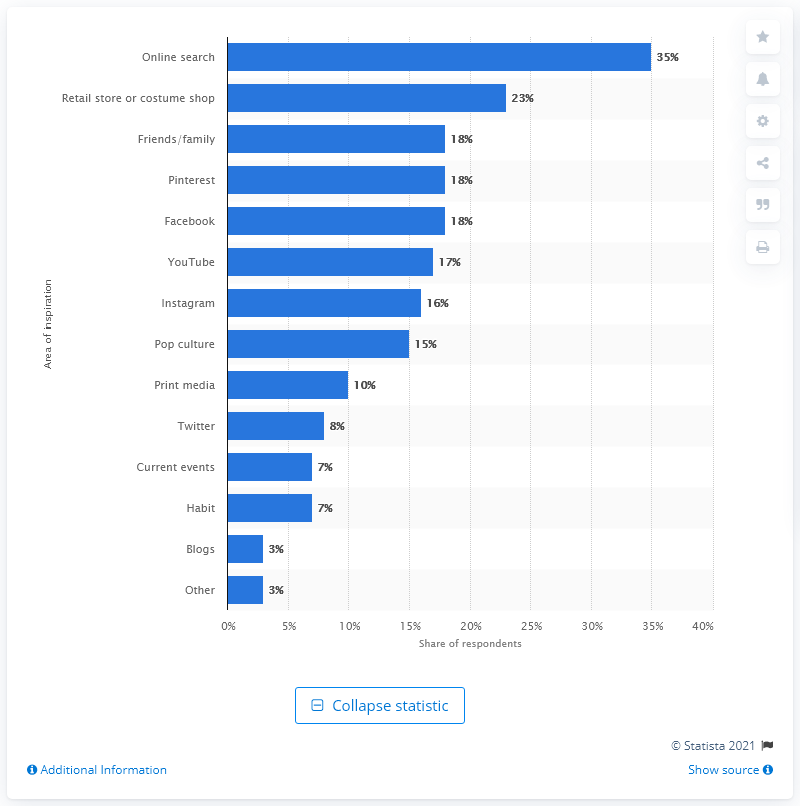 Online search 35%
Retail store or costume shop 23%
Friends/family 18%
Pinterest 18%
Facebook 18%
YouTube 17%
Instagram 16%
Pop culture 15%
Print media 10%
Twitter 8%
Current events 7%
Habit 7%
Blogs 3%
Other 3%
Area of inspiration
0% 5% 10% 15% 20% 25% 30% 35% 40%
Share of respondents
Collapse statistic
© Statista 2021
Additional Information
Show source